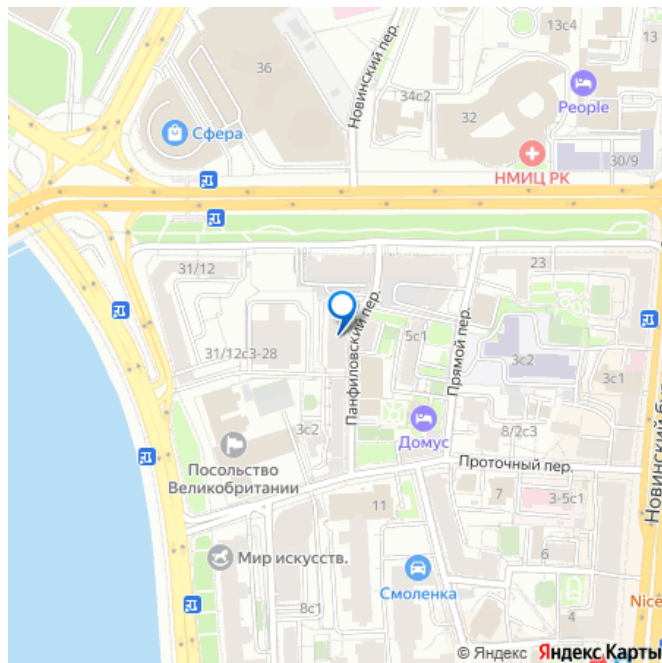 13с4
Новинский пер.
36
34с2
32
People
Сфера
НМИЦ РК
30/9
31/12
23
Панфиловский пер.
5с1
Прямой пер.
31/12с3-28
3с2
3с1
3с2
Домус
8/2с3
Посольство
Великобритании
Проточный пер.
7
3-5с1
11
Мир искусств.
6
Смоленка
8с1
Nice
© Яндекс Яндекс Карты